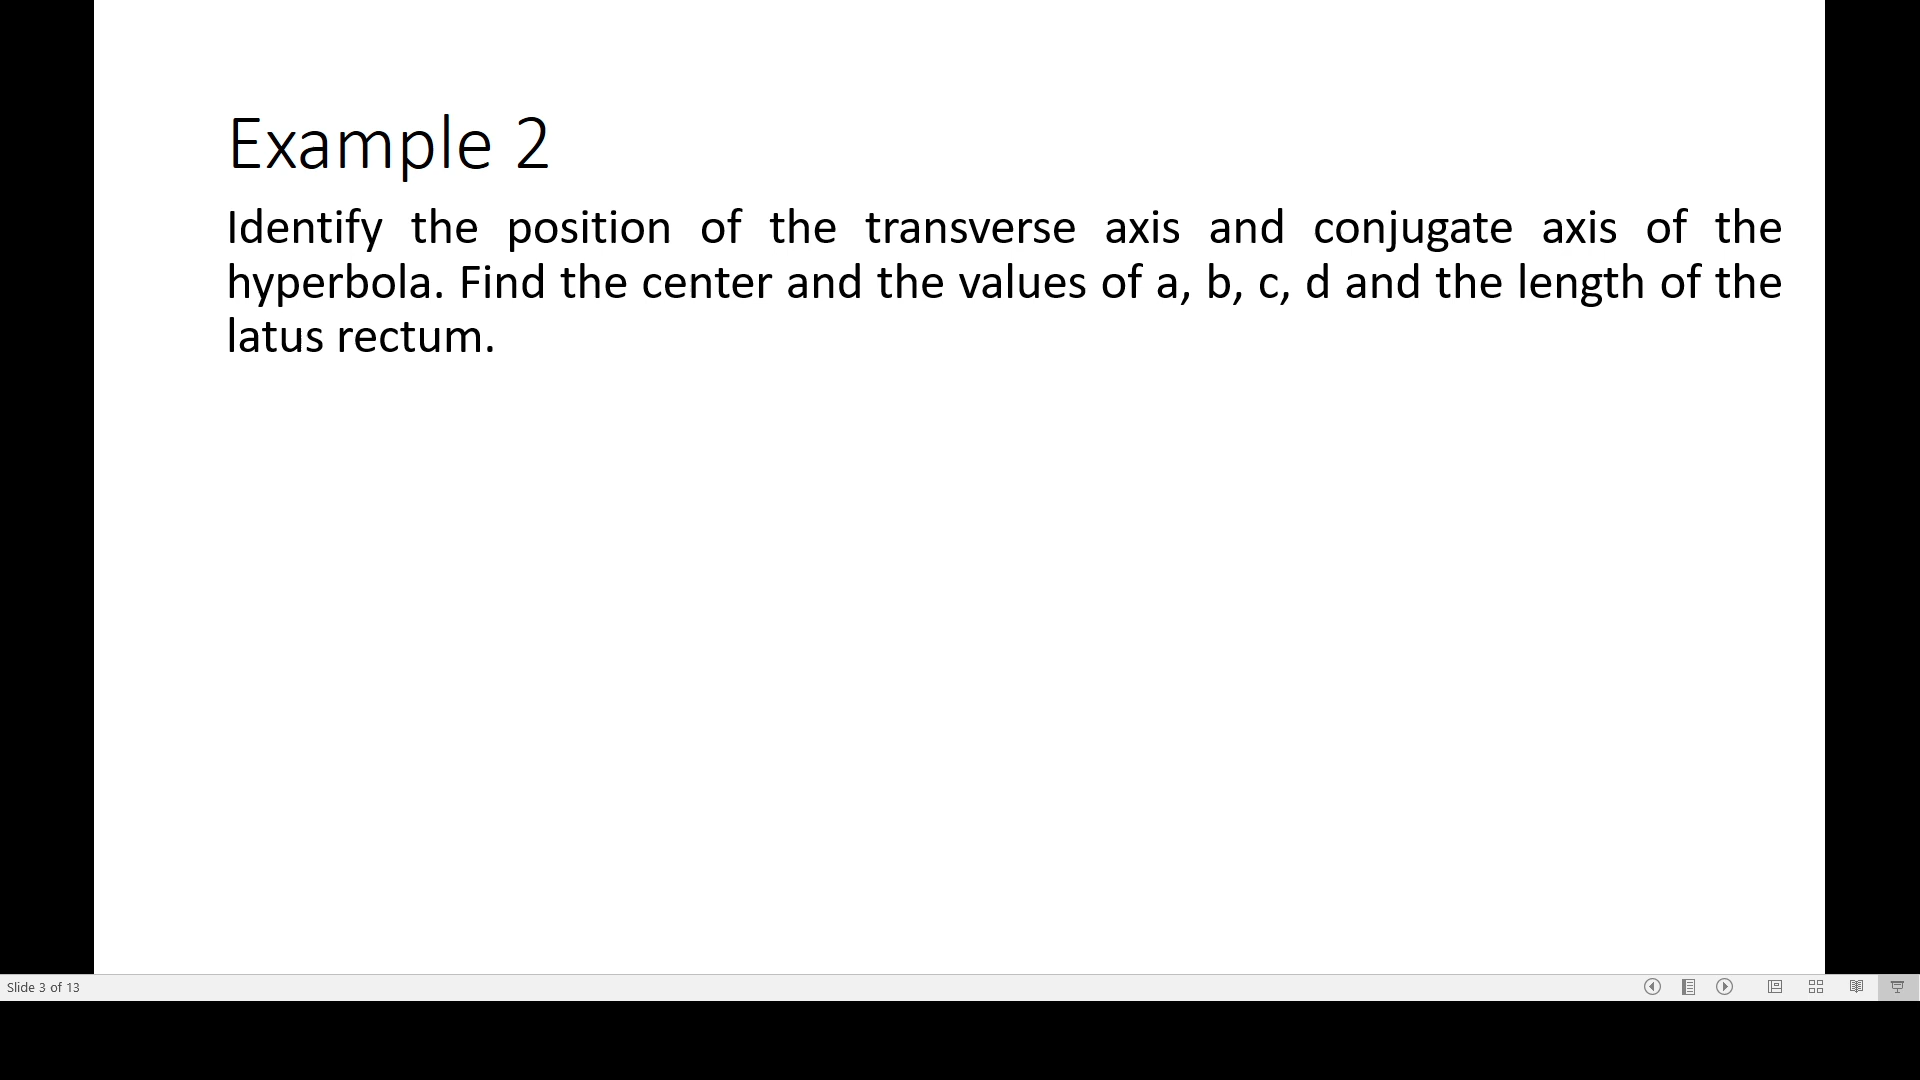 Example 2
Identify the position of the transverse axis and conjugate axis of the
hyperbola. Find the center and the values of a, b, c, d and the length of the
latus rectum.
Slide 3 of 13